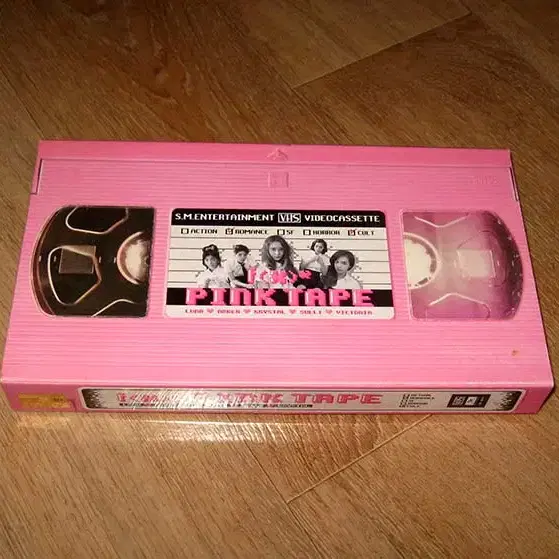 S.M.ENTERTAINMENT VHS VIDEOCASSETTE
ACTION ROMANCE SF HORROR CULT
f(x)
PINK TAPE
LUNA ♥ AMBER ♥ KRYSTAL ♥ SULLI ♥ VICTORIA
f(x) PINK TAPE